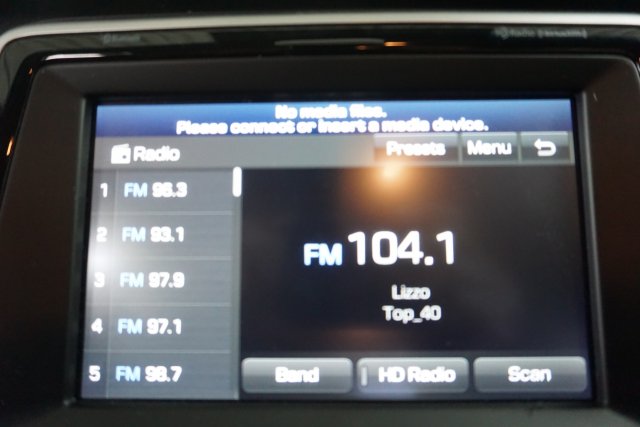 No media files.
Please connect or insert a media device.
Radio
Presets Menu
1 FM 96.3
2 FM 93.1
3 FM 97.9
4 FM 97.1
5 FM 98.7
FM 104.1
Lizzo
Top_40
Band HD Radio Scan